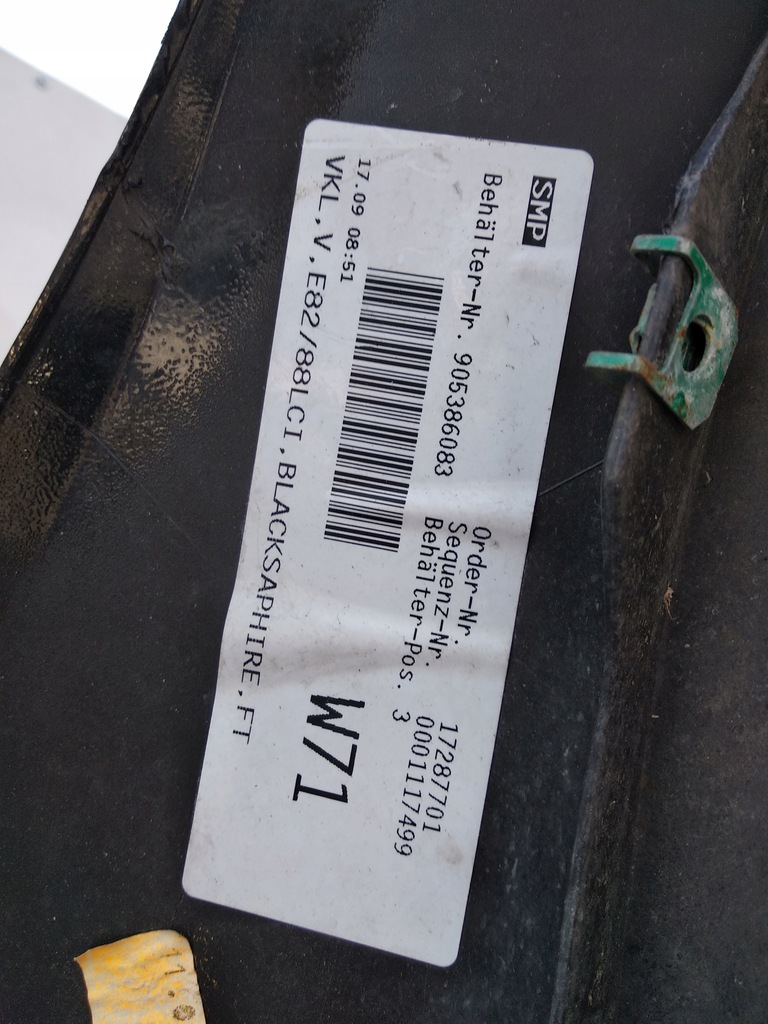 SMP
Behälter-Nr. 905386083
Order-Nr. 17287701
Sequenz-Nr. 0001117499
Behälter-Pos. 3
17.09 08:51
W71
VKL.V.E82/88LCI.BLACKSAPHIRE.FT